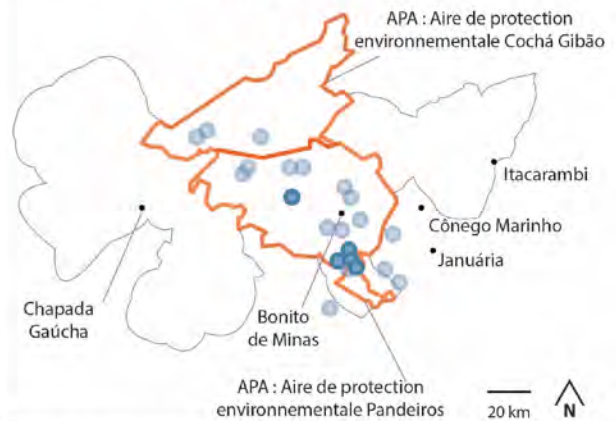 APA : Aire de protection
environnementale Cochá Gibão
Itacarambi
Cônego Marinho
Januária
Chapada
Gaúcha
Bonito
de Minas
APA : Aire de protection
environnementale Pandeiros
20 km
N